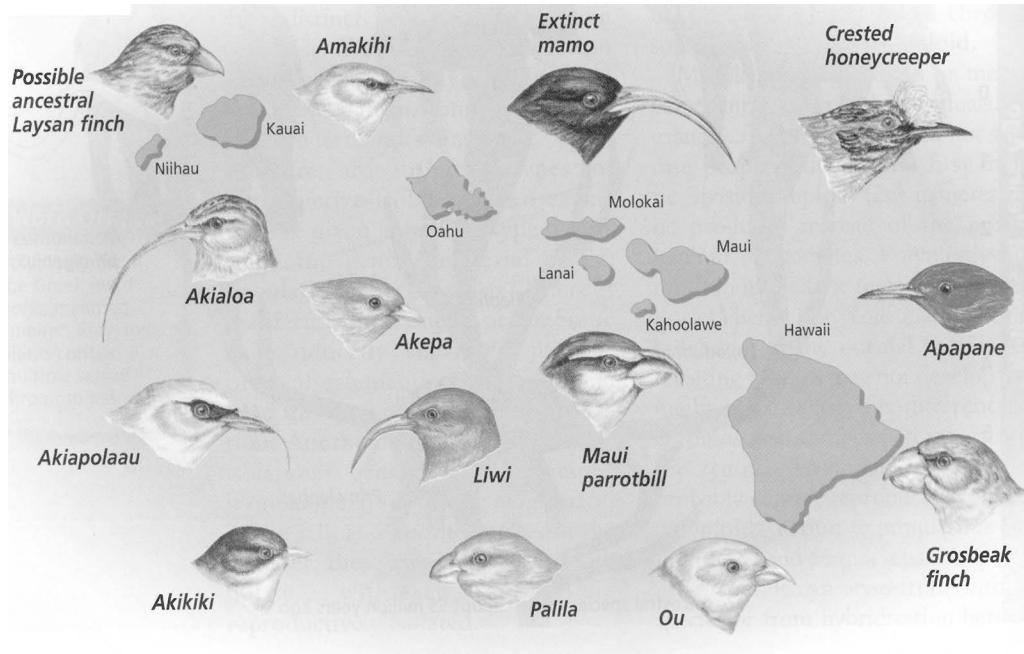 Possible
ancestral
Laysan finch
Amakihi
Extinct
mamo
Crested
honeycreeper
Kauai
Niihau
Oahu
Molokai
Maui
Lanai
Kahoolawe
Hawaii
Akialoa
Akepa
Apapane
Akiapolaau
Liwi
Maui
parrotbill
Grosbeak
finch
Akikiki
Palila
Ou